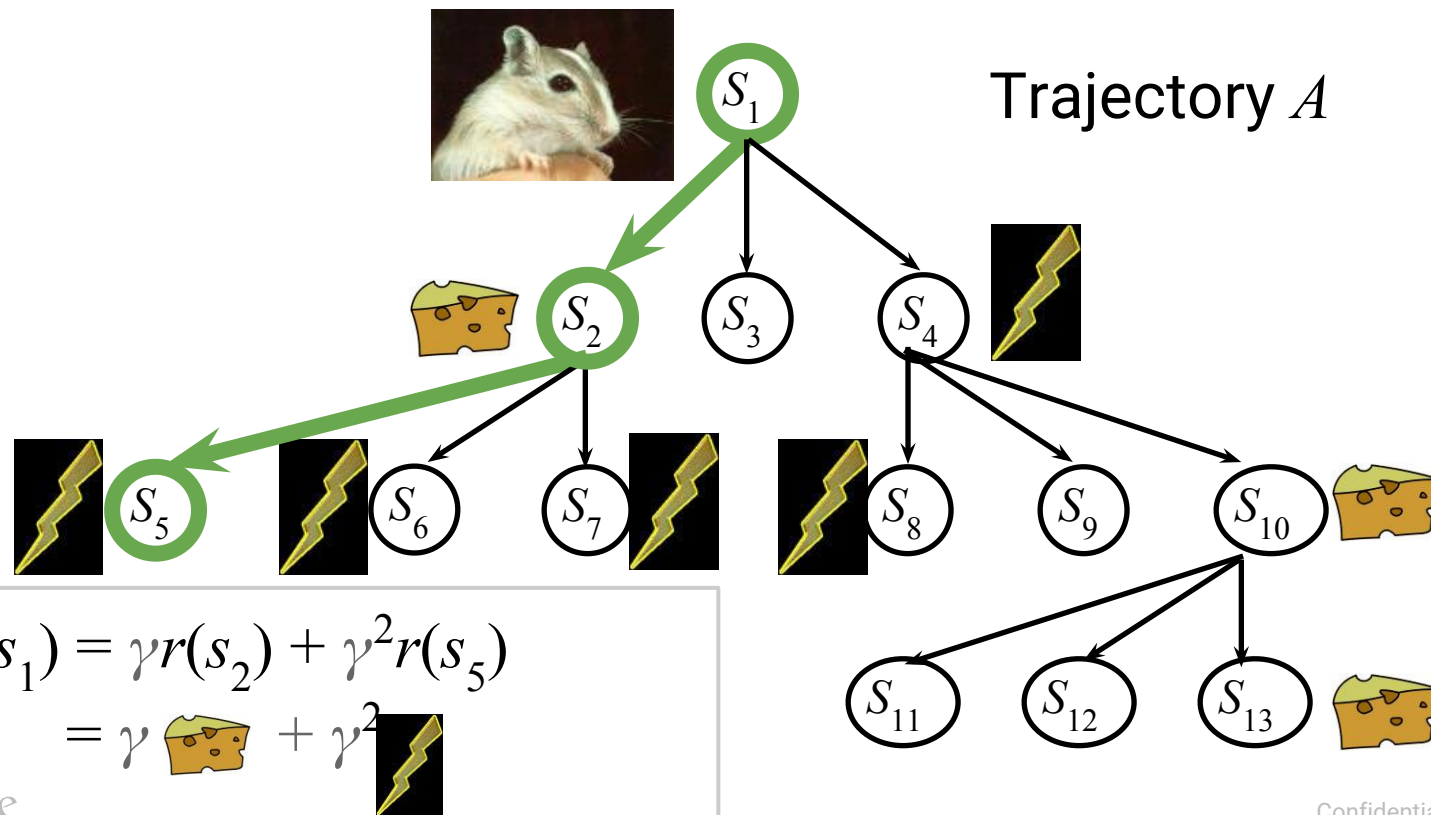 S1
Trajectory A
S2
S3
S4
S5
S6
S7
S8
S9
S10
s1) = γr(s2) + γ²r(s5)
= γ + γ²
S11
S12
S13